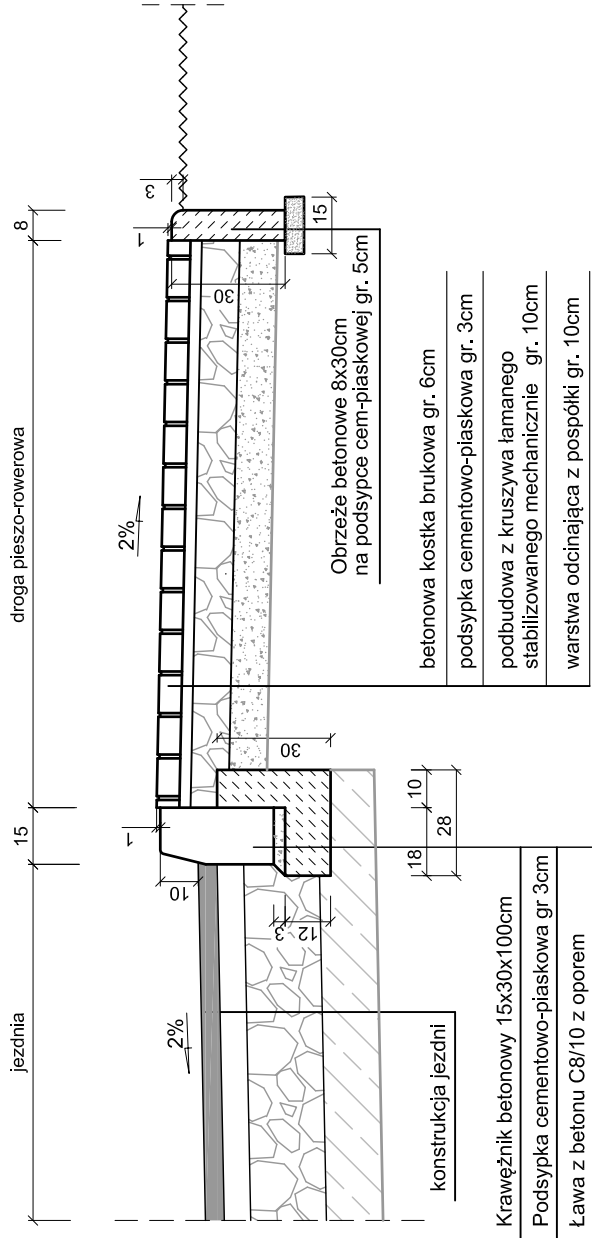 jezdnia
15
droga pieszo-rowerowa
8
1
3
10
2%
2%
1
30
15
3
12
30
18
10
28
Obrzeże betonowe 8x30cm
na podsypce cem-piaskowej gr. 5cm
betonowa kostka brukowa gr. 6cm
podsypka cementowo-piaskowa gr. 3cm
podbudowa z kruszywa łamanego
stabilizowanego mechanicznie gr. 10cm
warstwa odcinająca z pospółki gr. 10cm
konstrukcja jezdni
Krawężnik betonowy 15x30x100cm
Podsypka cementowo-piaskowa gr 3cm
Ława z betonu C8/10 z oporem